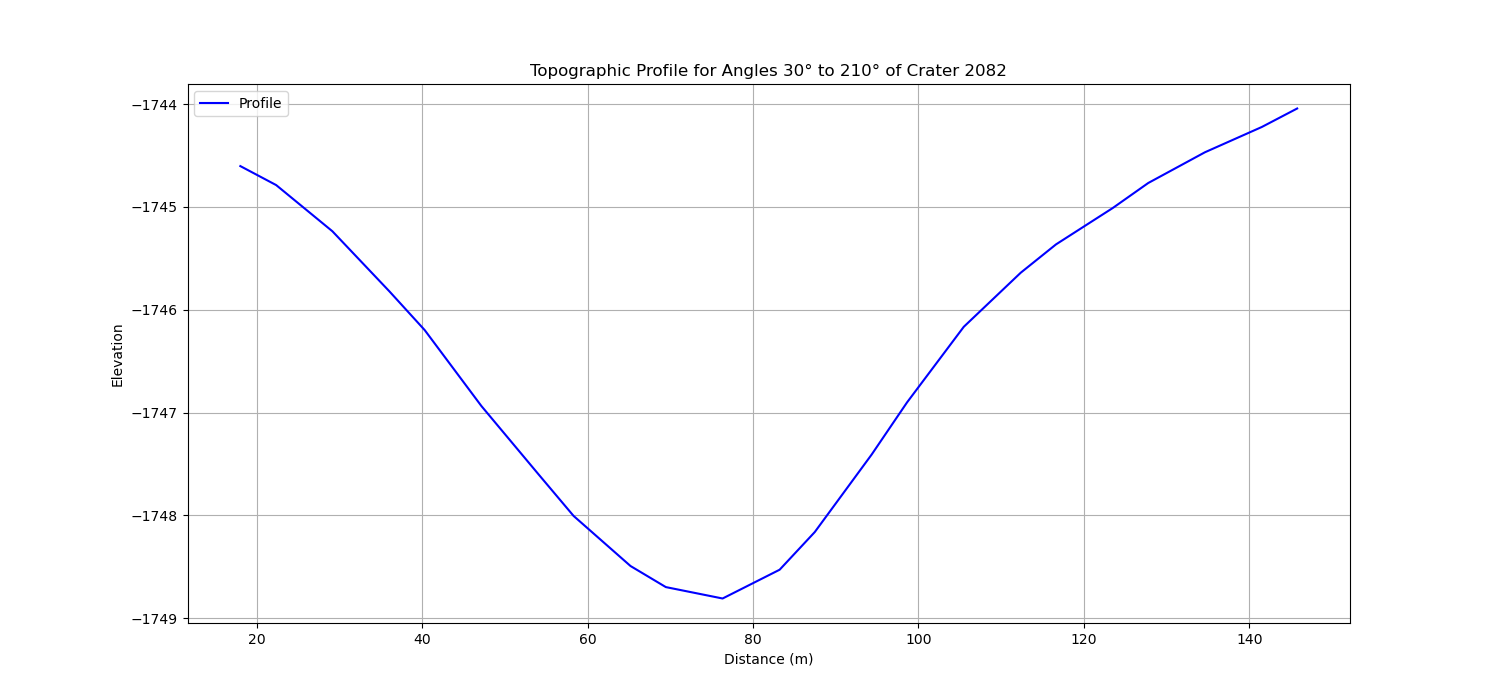 Topographic Profile for Angles 30° to 210° of Crater 2082
Profile
−1744
−1745
−1746
−1747
−1748
−1749
Elevation
20 40 60 80 100 120 140
Distance (m)